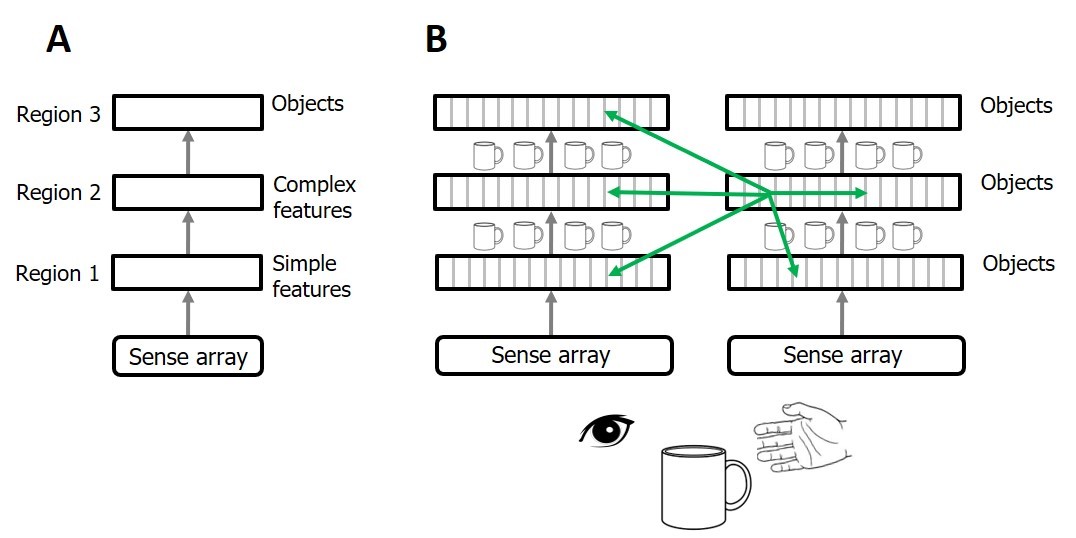 A
Region 3
Objects
Region 2
Complex
features
Region 1
Simple
features
Sense array
B
Objects
Objects
Objects
Sense array
Sense array